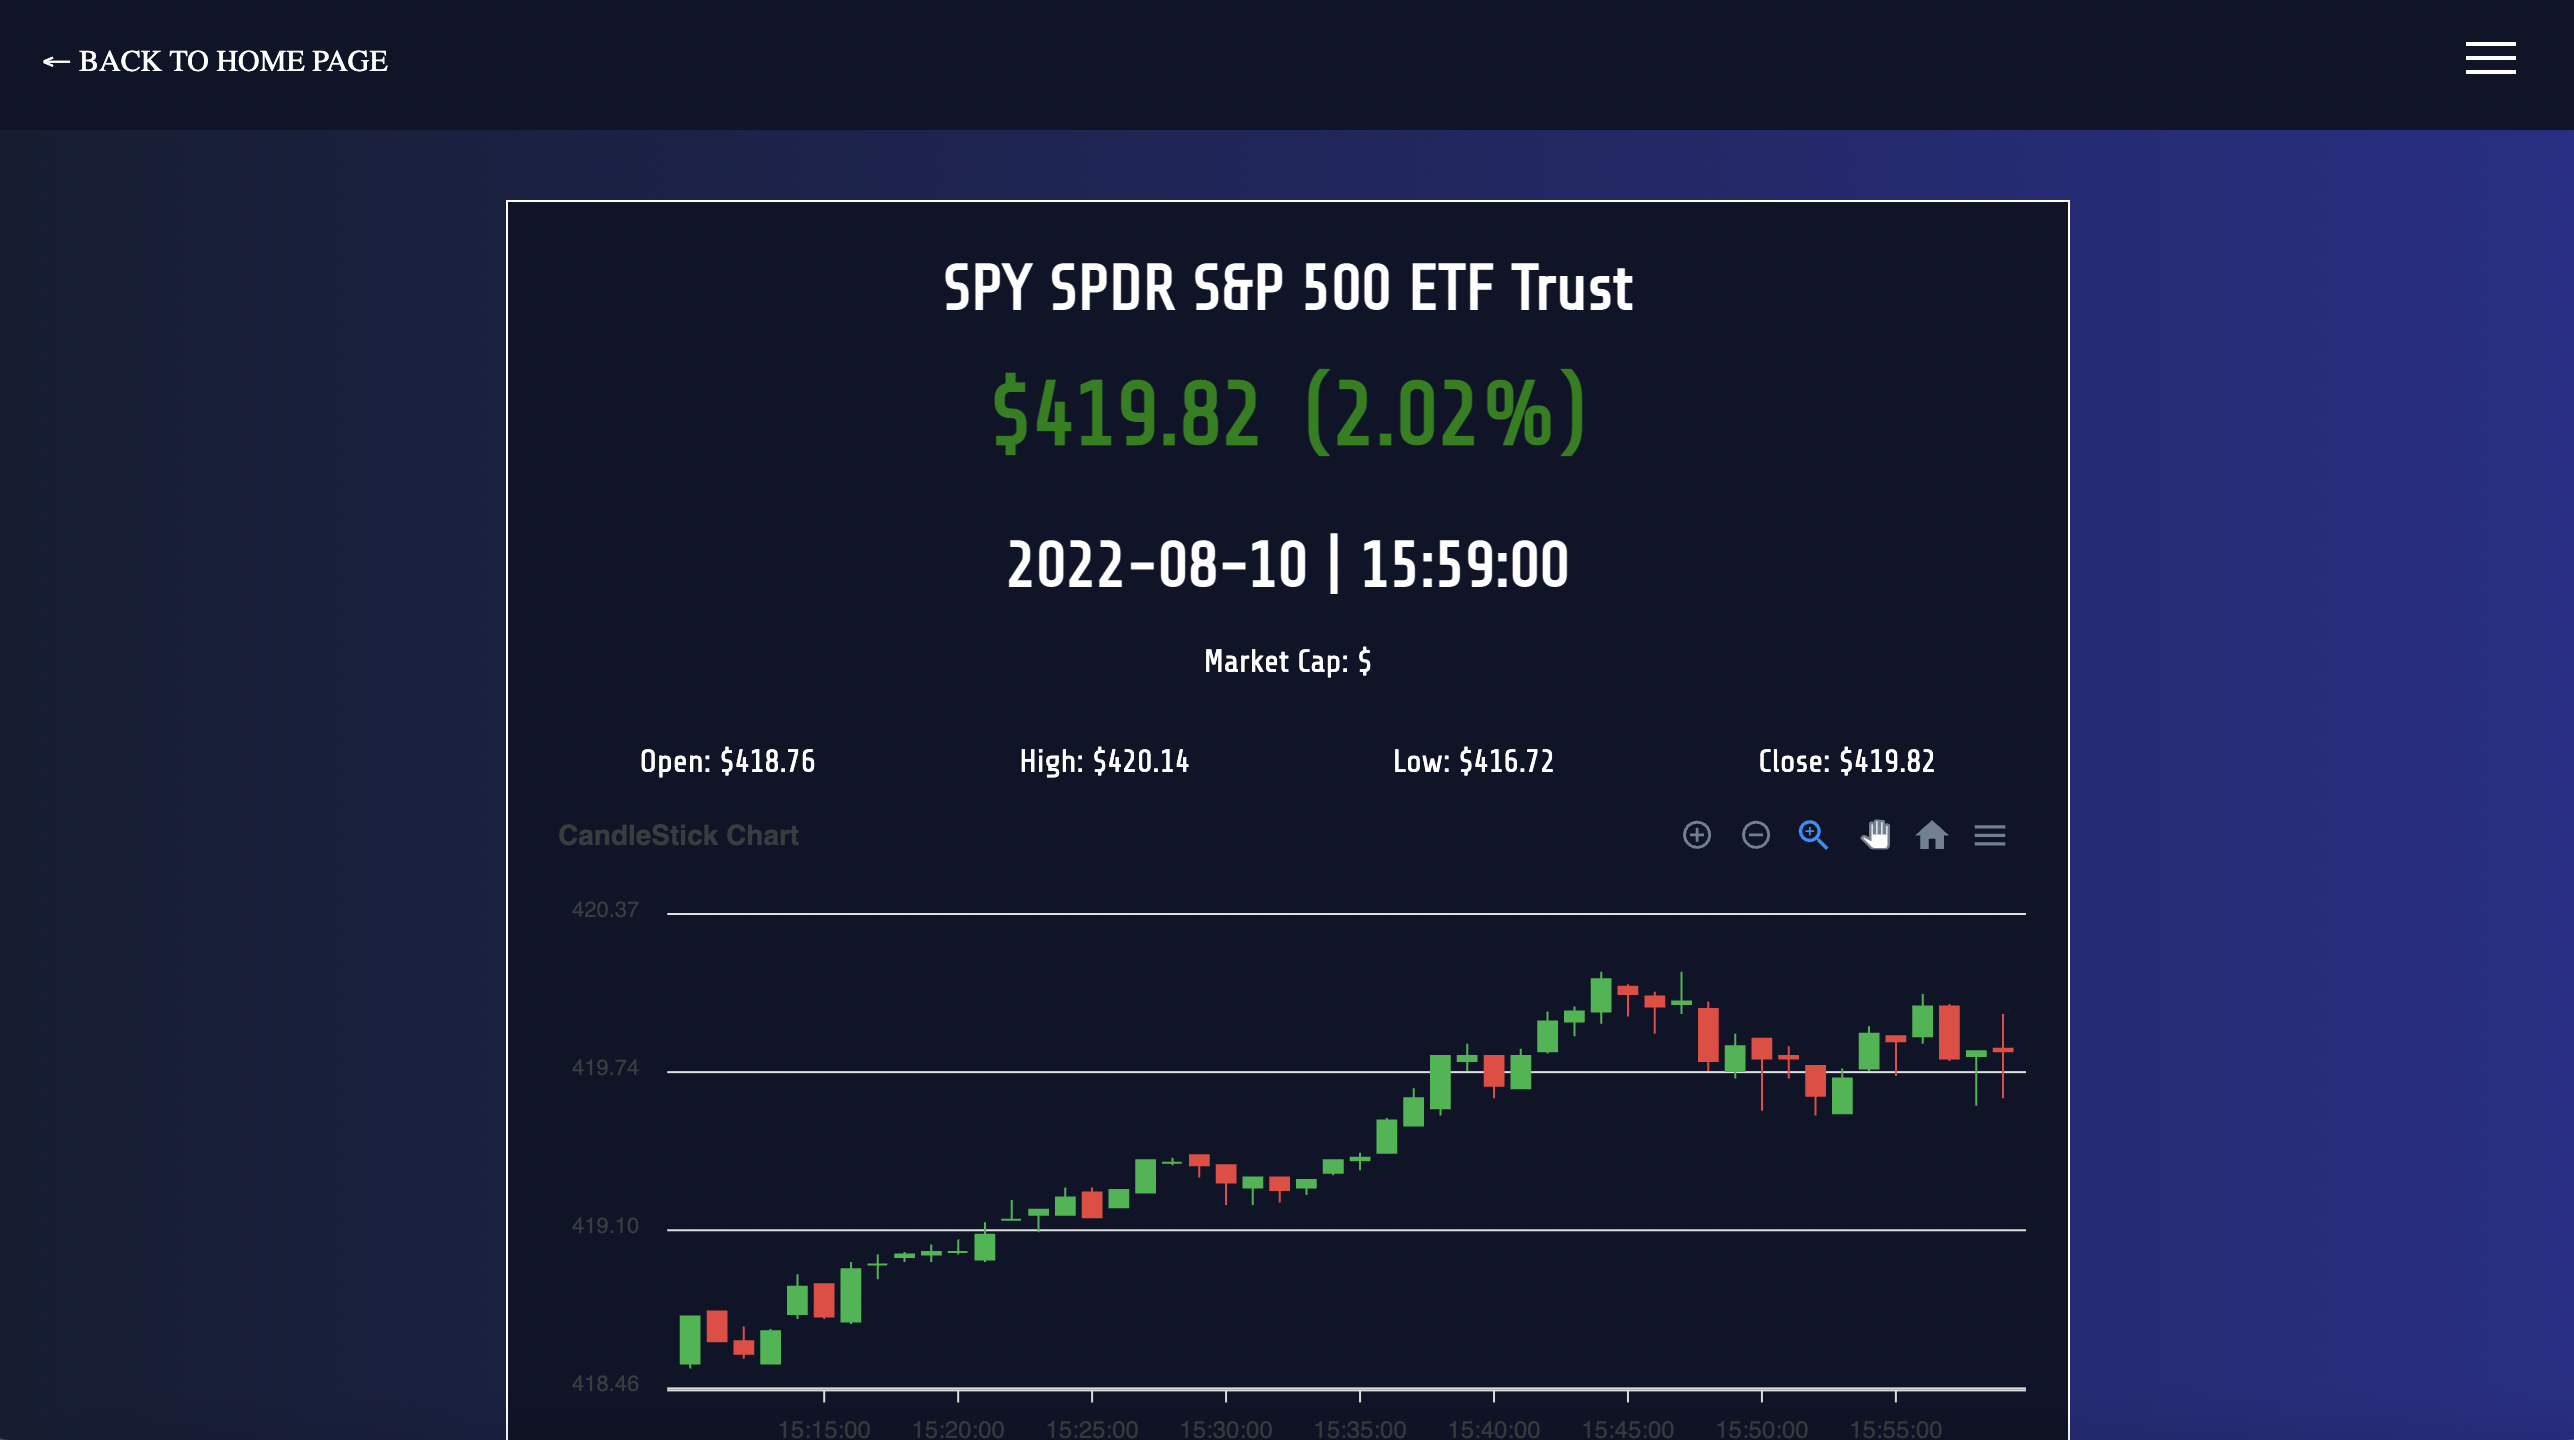 ← BACK TO HOME PAGE
SPY SPDR S&P 500 ETF Trust
$419.82 (2.02%)
2022-08-10 | 15:59:00
Market Cap: $
Open: $418.76 High: $420.14 Low: $416.72 Close: $419.82
CandleStick Chart
420.37
419.74
419.10
418.46
15:15:00 15:20:00 15:25:00 15:30:00 15:35:00 15:40:00 15:45:00 15:50:00 15:55:00